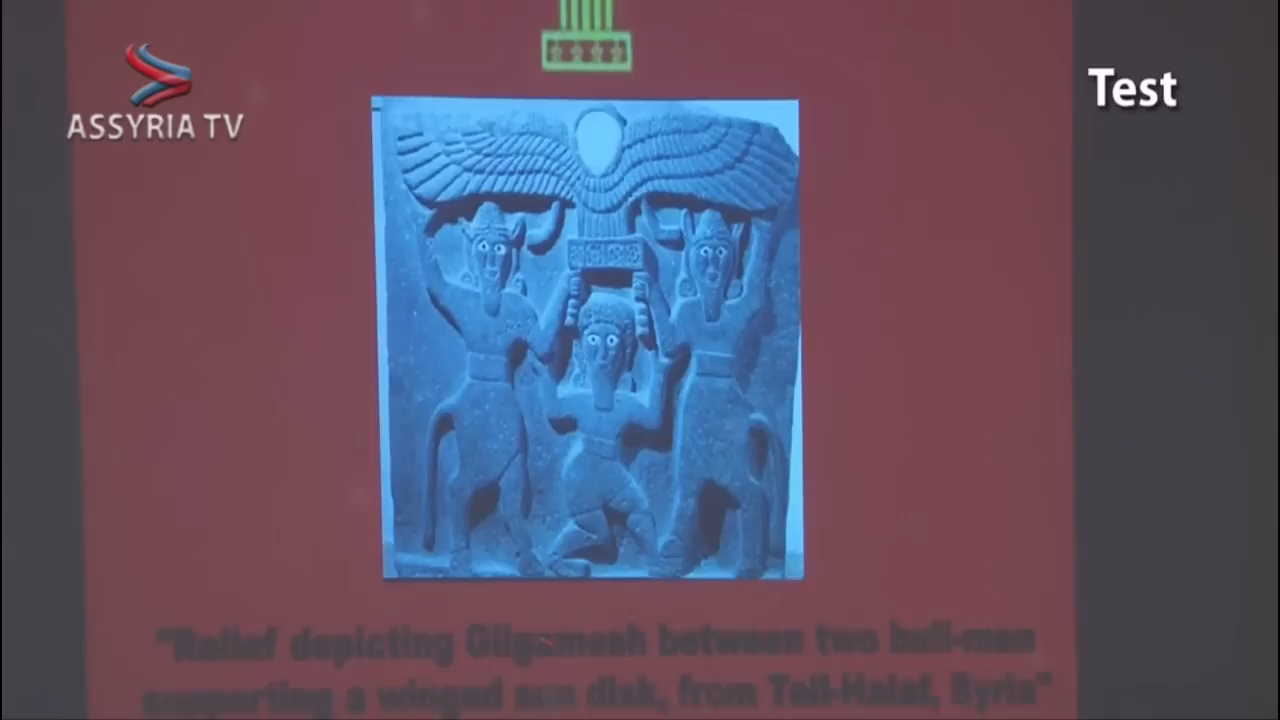 ASSYRIA TV
Test
"Relief depicting Gilgamesh between two bull-men
supporting a winged sun disk, from Tell-Halaf, Syria"